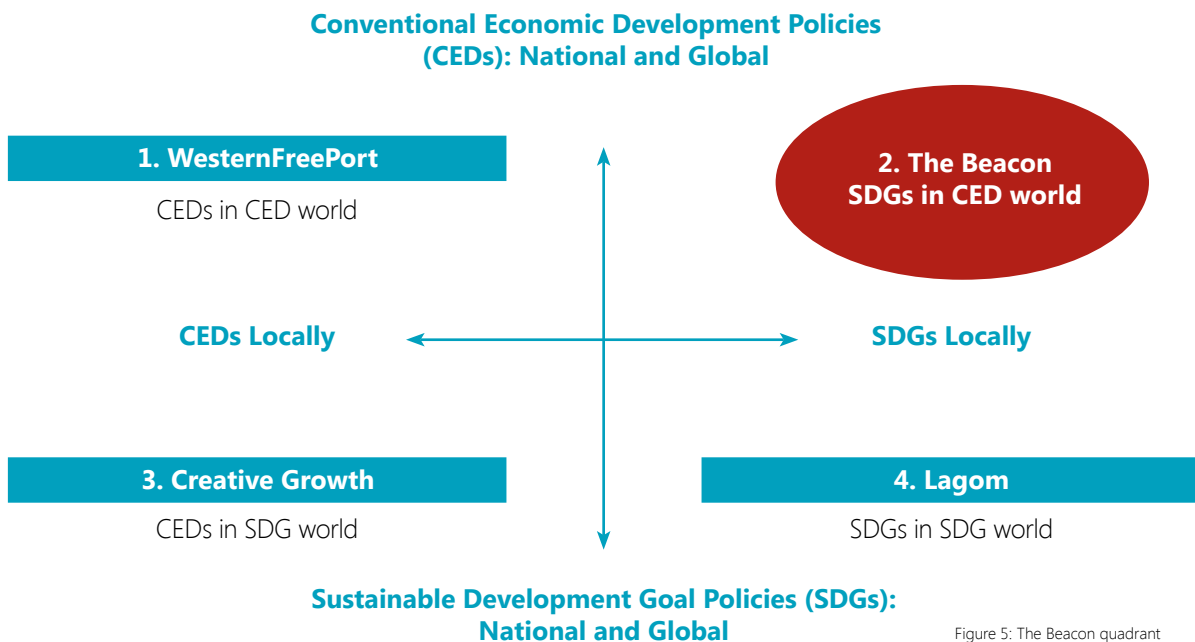 Conventional Economic Development Policies
(CEDs): National and Global
1. WesternFreePort
CEDs in CED world
2. The Beacon
SDGs in CED world
CEDs Locally
SDGs Locally
3. Creative Growth
CEDs in SDG world
4. Lagom
SDGs in SDG world
Sustainable Development Goal Policies (SDGs):
National and Global
Figure 5: The Beacon quadrant